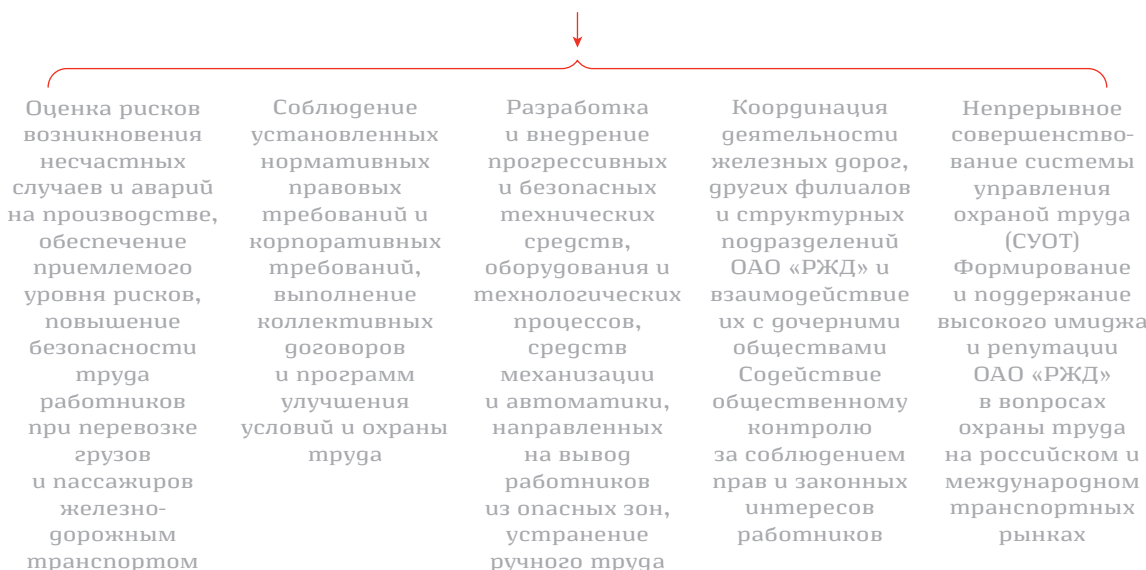 Оценка рисков
возникновения
несчастных
случаев и аварий
на производстве,
обеспечение
приемлемого
уровня рисков,
повышение
безопасности
труда
работников
при перевозке
грузов
и пассажиров
железно-
дорожным
транспортом
Соблюдение
установленных
нормативных
правовых
требований и
корпоративных
требований,
выполнение
коллективных
договоров
и программ
улучшения
условий и охраны
труда
Разработка
и внедрение
прогрессивных
и безопасных
технических
средств,
оборудования и
технологических
процессов,
средств
механизации
и автоматики,
направленных
на вывод
работников
из опасных зон,
устранение
ручного труда
Координация
деятельности
железных дорог,
других филиалов
и структурных
подразделений
ОАО «РЖД» и
взаимодействие
их с дочерними
обществами
Содействие
общественному
контролю
за соблюдением
прав и законных
интересов
работников
Непрерывное
совершенство-
вание системы
управления
охраной труда
(СУОТ)
Формирование
и поддержание
высокого имиджа
и репутации
ОАО «РЖД»
в вопросах
охраны труда
на российском и
международном
транспортных
рынках